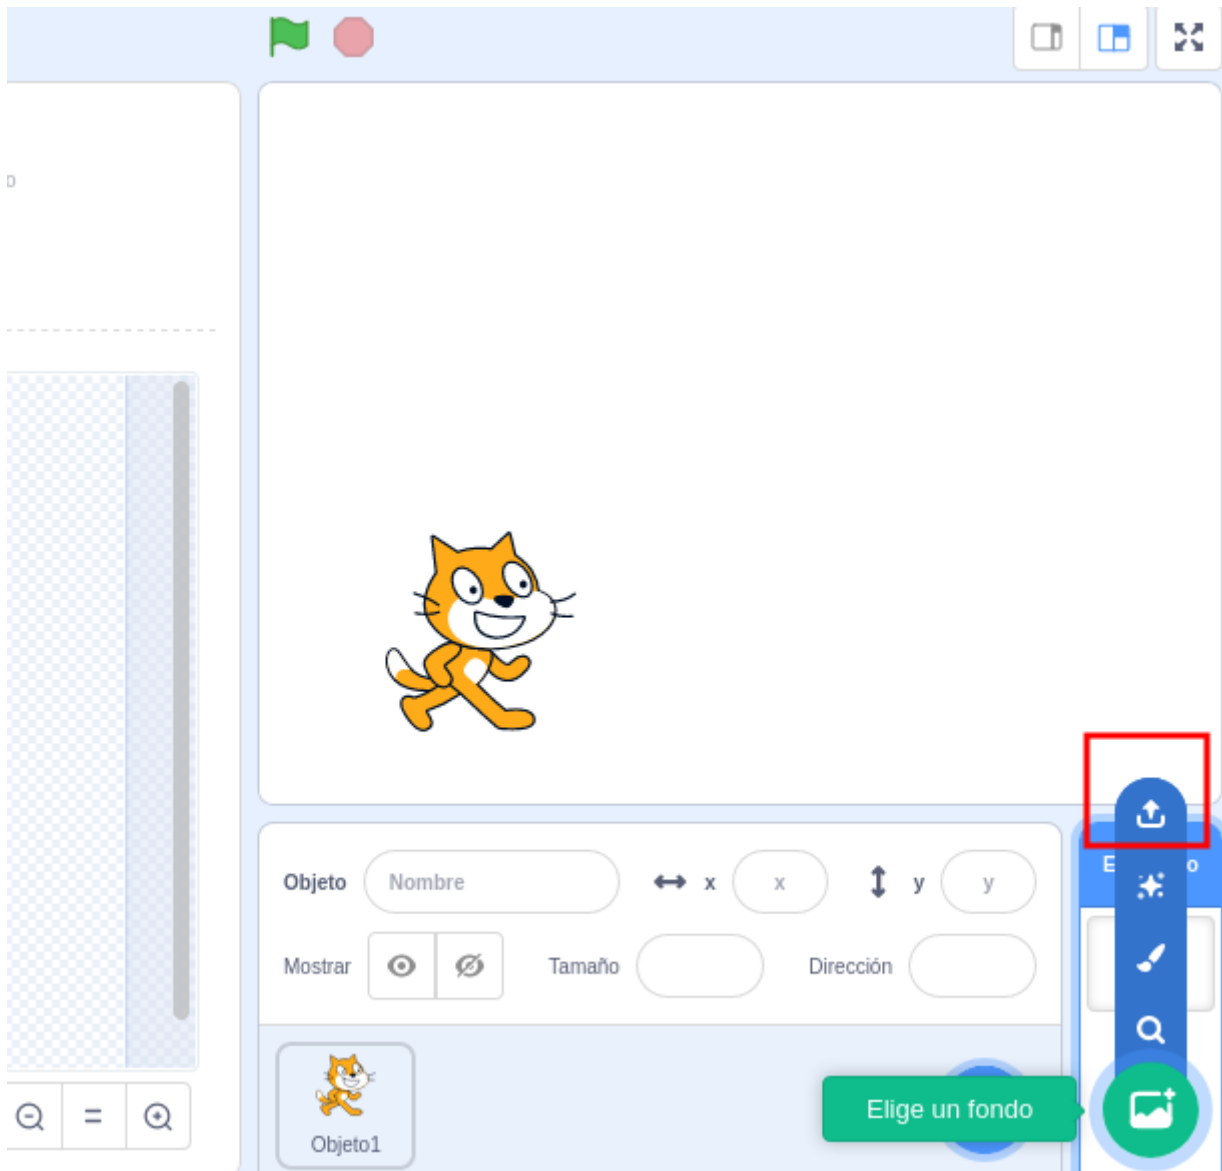 o
Objeto
Nombre
x
x
y
y
E
o
Mostrar
Tamaño
Dirección
Objeto1
Elige un fondo